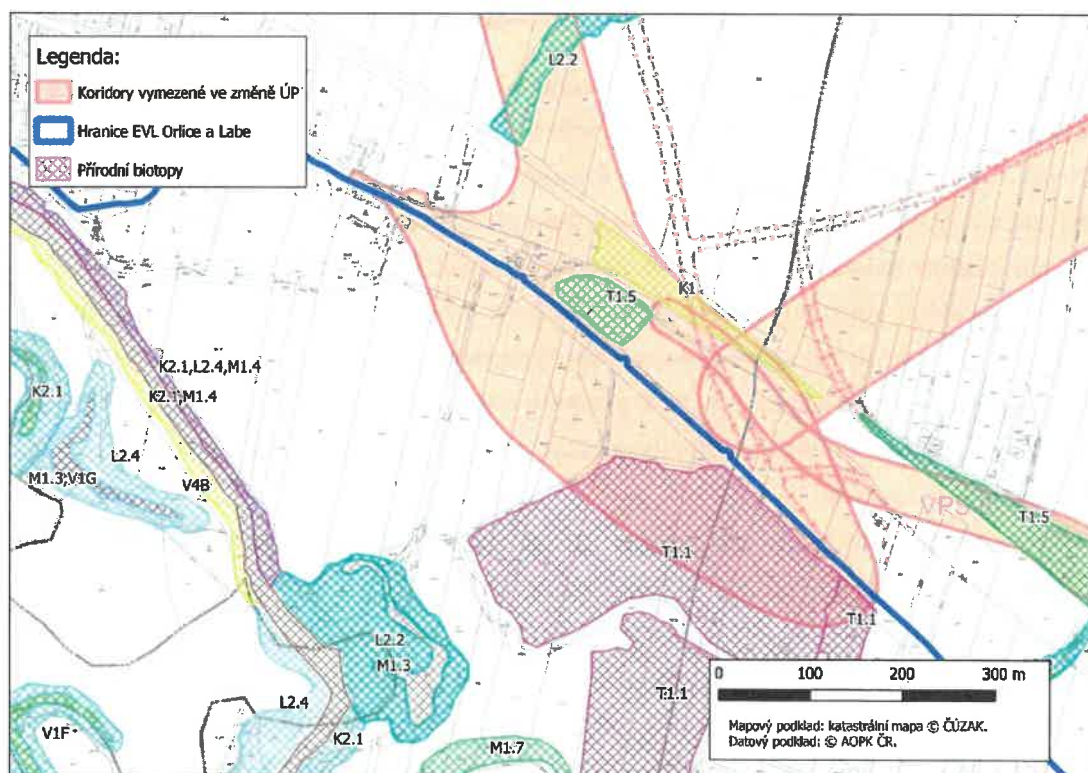 Legenda:
Koridory vymezené ve změně ÚP
Hranice EVL Orlice a Labe
Přírodní biotopy
L2.2
T1.5
K1
K2.1,L2.4,M1.4
K2.1,M1.4
K2.1
L2.4
M1.3,V1G
V4B
T1.5
T1.1
T1.1
L2.2
M1.3
T1.1
L2.4
K2.1
V1F
M1.7
0 100 200 300 m
Mapový podklad: katastrální mapa © ČÚZAK.
Datový podklad: © AOPK ČR.